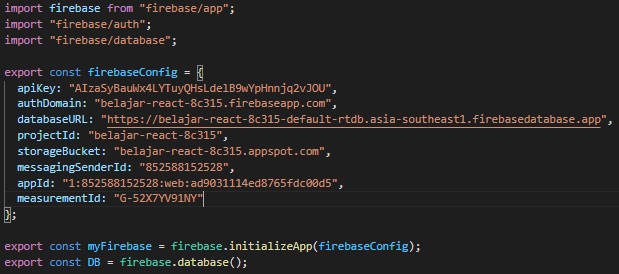 import firebase from "firebase/app";
import "firebase/auth";
import "firebase/database";
export const firebaseConfig = {
apiKey: "AIzaSyBauWx4LYTuyQHsLdelB9wYpHnnjq2vJOU",
authDomain: "belajar-react-8c315.firebaseapp.com",
databaseURL: "https://belajar-react-8c315-default-rtdb.asia-southeast1.firebasedatabase.app",
projectId: "belajar-react-8c315",
storageBucket: "belajar-react-8c315.appspot.com",
messagingSenderId: "852588152528",
appId: "1:852588152528:web:ad9031114ed8765fdc00d5",
measurementId: "G-52X7YV91NY"
};
export const myFirebase = firebase.initializeApp(firebaseConfig);
export const DB = firebase.database();